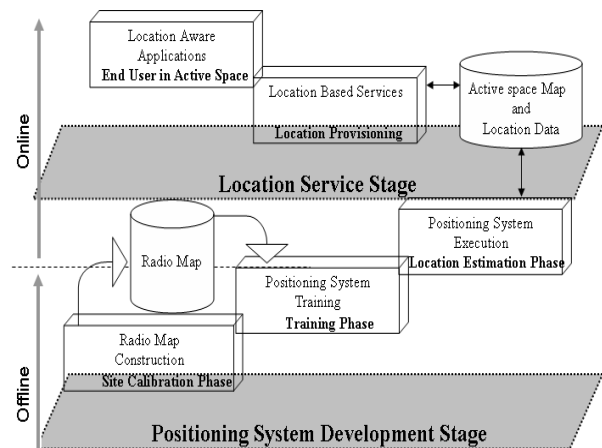 Location Aware
Applications
End User in Active Space
Location Based Services
Location Provisioning
Active space Map
and
Location Data
Online
Location Service Stage
Radio Map
Positioning System
Execution
Location Estimation Phase
Positioning System
Training
Training Phase
Radio Map
Construction
Site Calibration Phase
Offline
Positioning System Development Stage